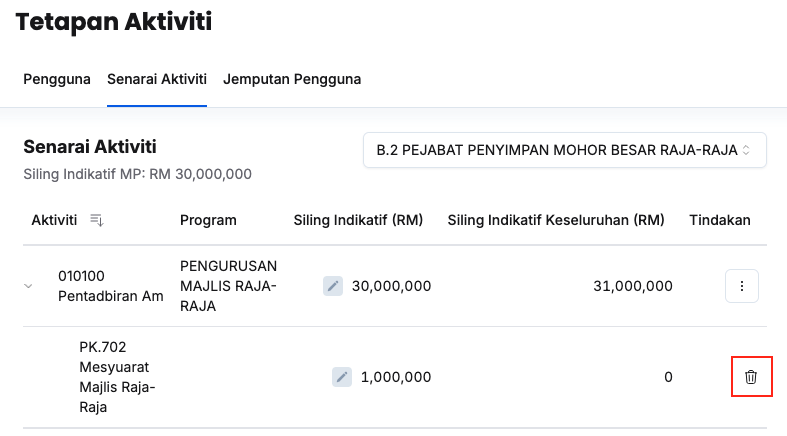 Tetapan Aktiviti
Pengguna Senarai Aktiviti Jemputan Pengguna
Senarai Aktiviti
B.2 PEJABAT PENYIMPAN MOHOR BESAR RAJA-RAJA
Siling Indikatif MP: RM 30,000,000
Aktiviti Program Siling Indikatif (RM) Siling Indikatif Keseluruhan (RM) Tindakan
010100
Pentadbiran Am
PENGURUSAN
MAJLIS RAJA-
RAJA
30,000,000 31,000,000
PK.702
Mesyuarat
Majlis Raja-
Raja
1,000,000 0